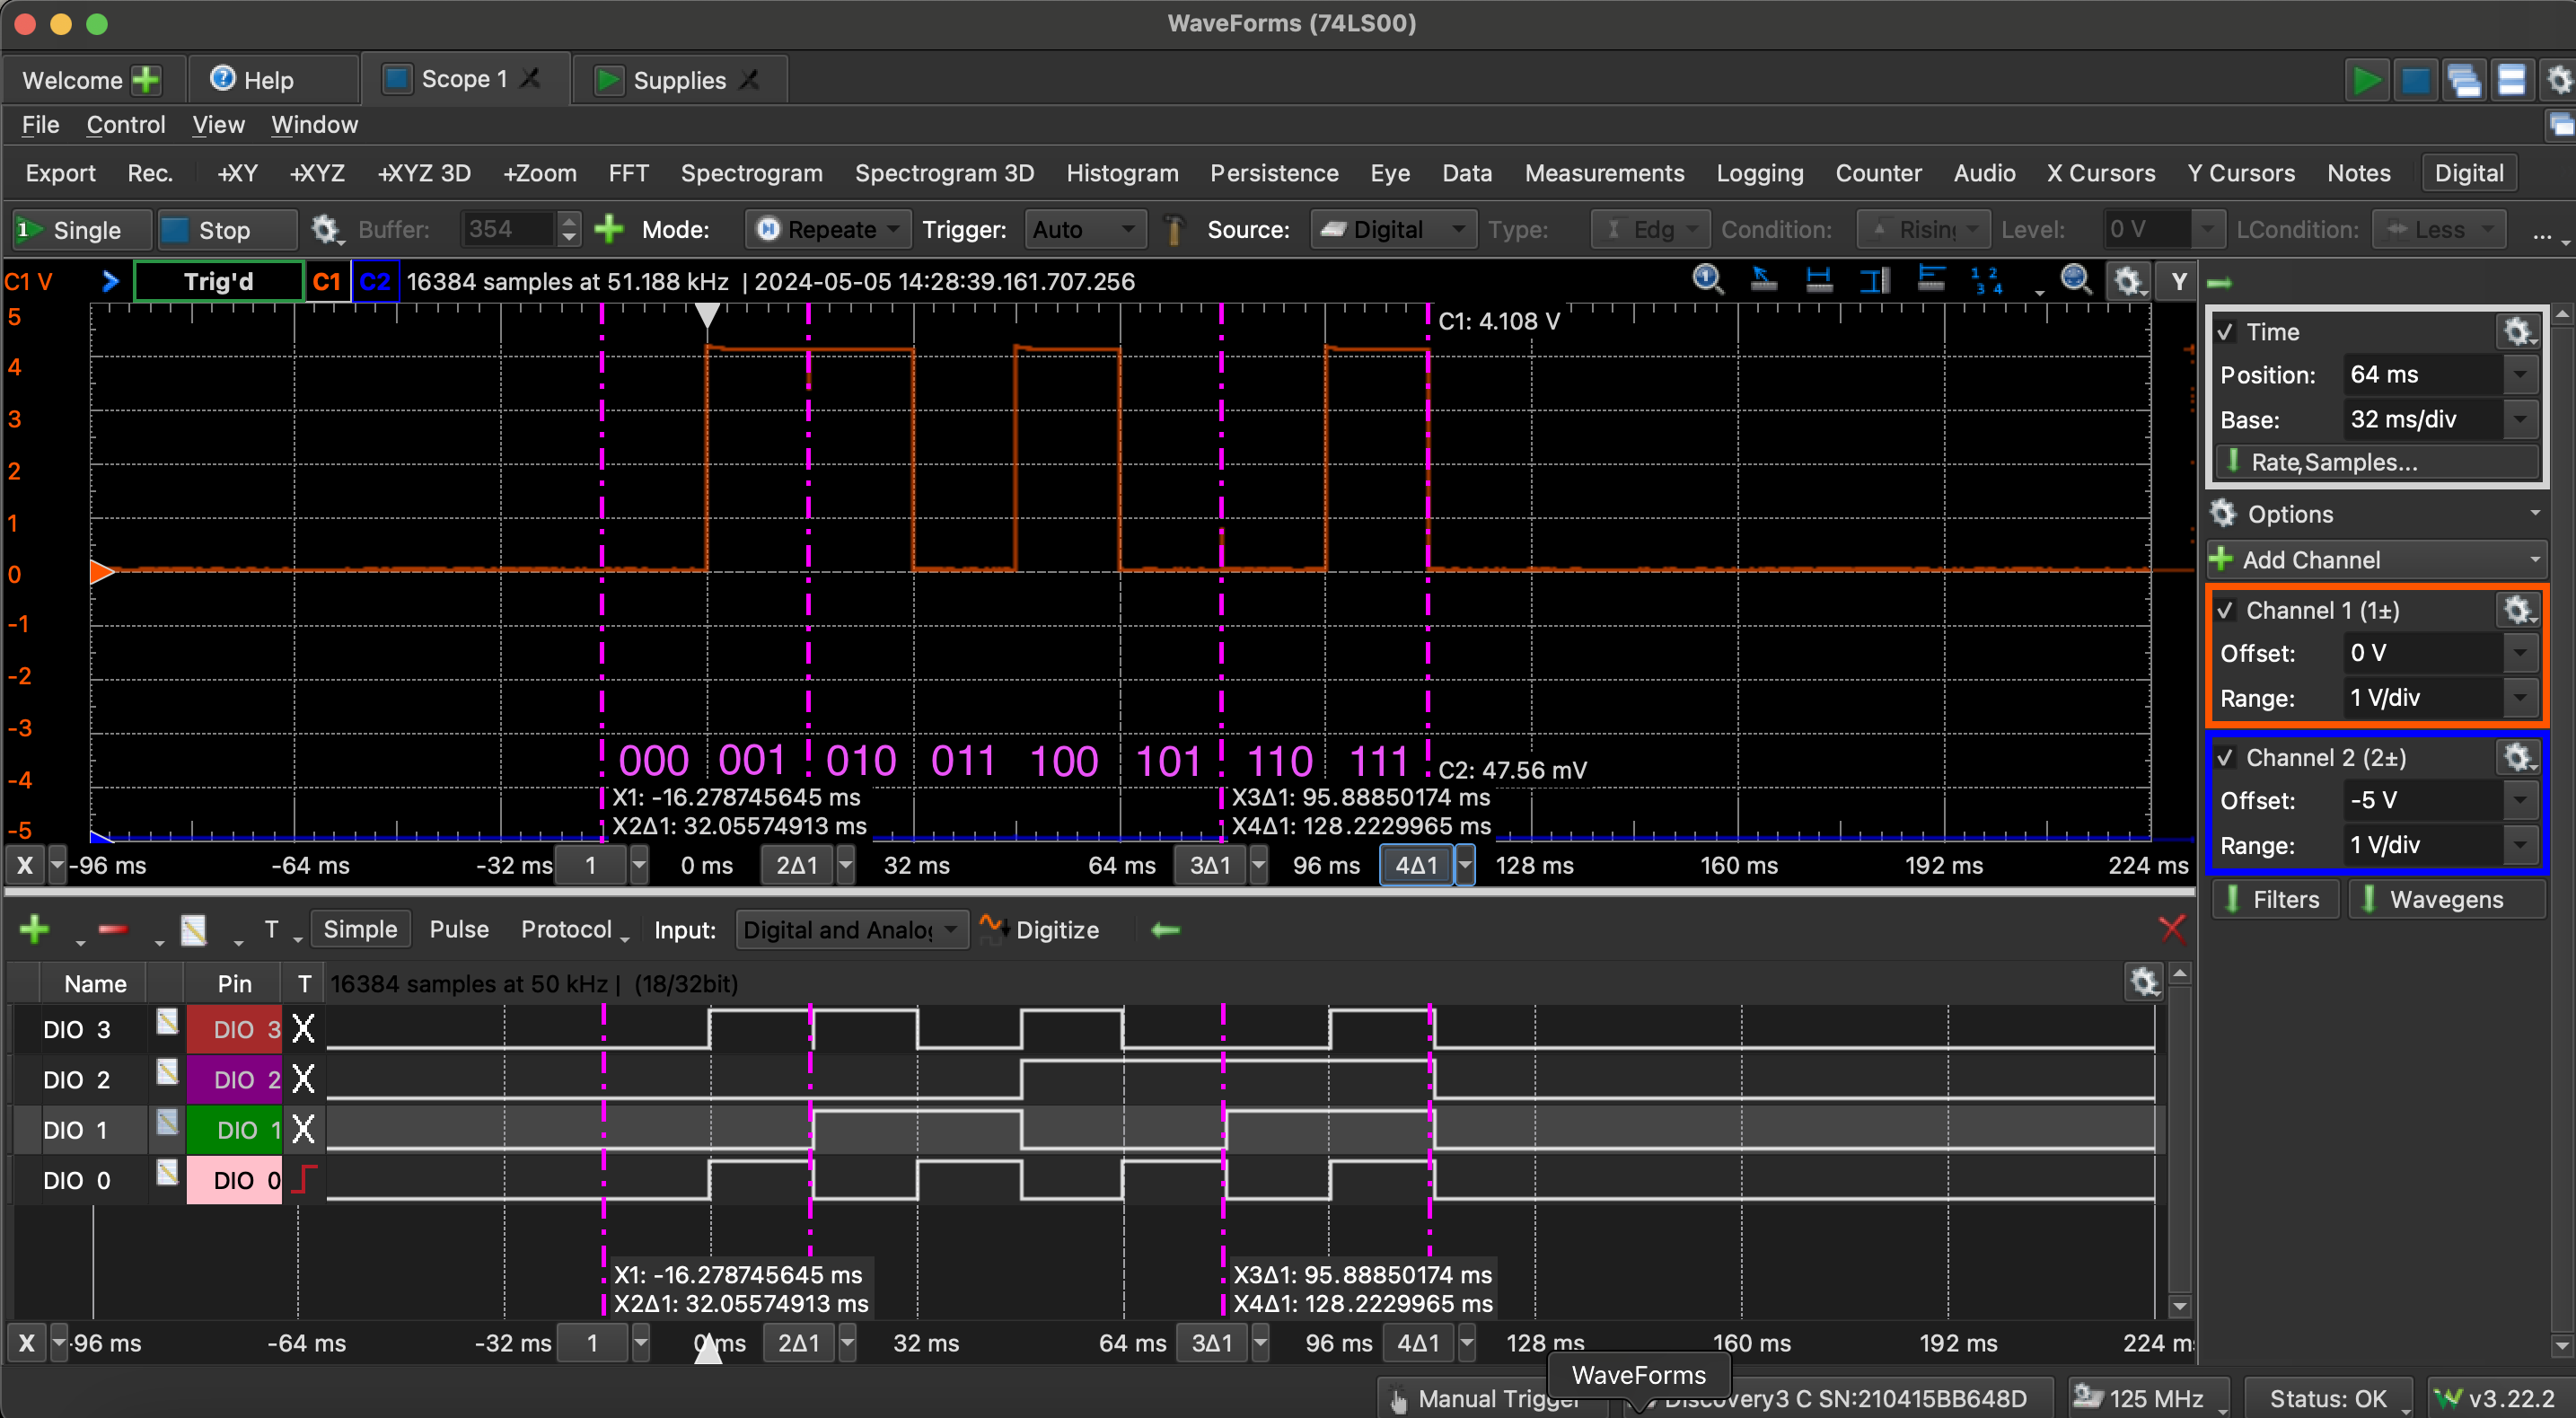 WaveForms (74LS00)
Welcome Help Scope 1 Supplies
File Control View Window
Export Rec. +XY +XYZ +XYZ 3D +Zoom FFT Spectrogram Spectrogram 3D Histogram Persistence Eye Data Measurements Logging Counter Audio X Cursors Y Cursors Notes Digital
1 Single Stop Buffer: 354 Mode: Repeate Trigger: Auto Source: Digital Type: Edg Condition: Rising Level: 0 V LCondition: Less ...
C1 V Trig'd C1 C2 16384 samples at 51.188 kHz | 2024-05-05 14:28:39.161.707.256 Y
5
4
3
2
1
0
-1
-2
-3
-4
-5
C1: 4.108 V
000 001 010 011 100 101 110 111
C2: 47.56 mV
X1: -16.278745645 ms X3Δ1: 95.88850174 ms
X2Δ1: 32.05574913 ms X4Δ1: 128.2229965 ms
X -96 ms -64 ms -32 ms 1 0 ms 2Δ1 32 ms 64 ms 3Δ1 96 ms 4Δ1 128 ms 160 ms 192 ms 224 ms
Time
Position: 64 ms
Base: 32 ms/div
Rate,Samples...
Options
Add Channel
Channel 1 (1±)
Offset: 0 V
Range: 1 V/div
Channel 2 (2±)
Offset: -5 V
Range: 1 V/div
Filters Wavegens
T Simple Pulse Protocol Input: Digital and Analog Digitize
Name Pin T 16384 samples at 50 kHz | (18/32bit)
DIO 3 DIO 3 X
DIO 2 DIO 2 X
DIO 1 DIO 1 X
DIO 0 DIO 0
X1: -16.278745645 ms X3Δ1: 95.88850174 ms
X2Δ1: 32.05574913 ms X4Δ1: 128.2229965 ms
X -96 ms -64 ms -32 ms 1 0 ms 2Δ1 32 ms 64 ms 3Δ1 96 ms 4Δ1 128 ms 160 ms 192 ms 224 m
WaveForms
Manual Trigger Discovery3 C SN:210415BB648D 125 MHz Status: OK v3.22.2